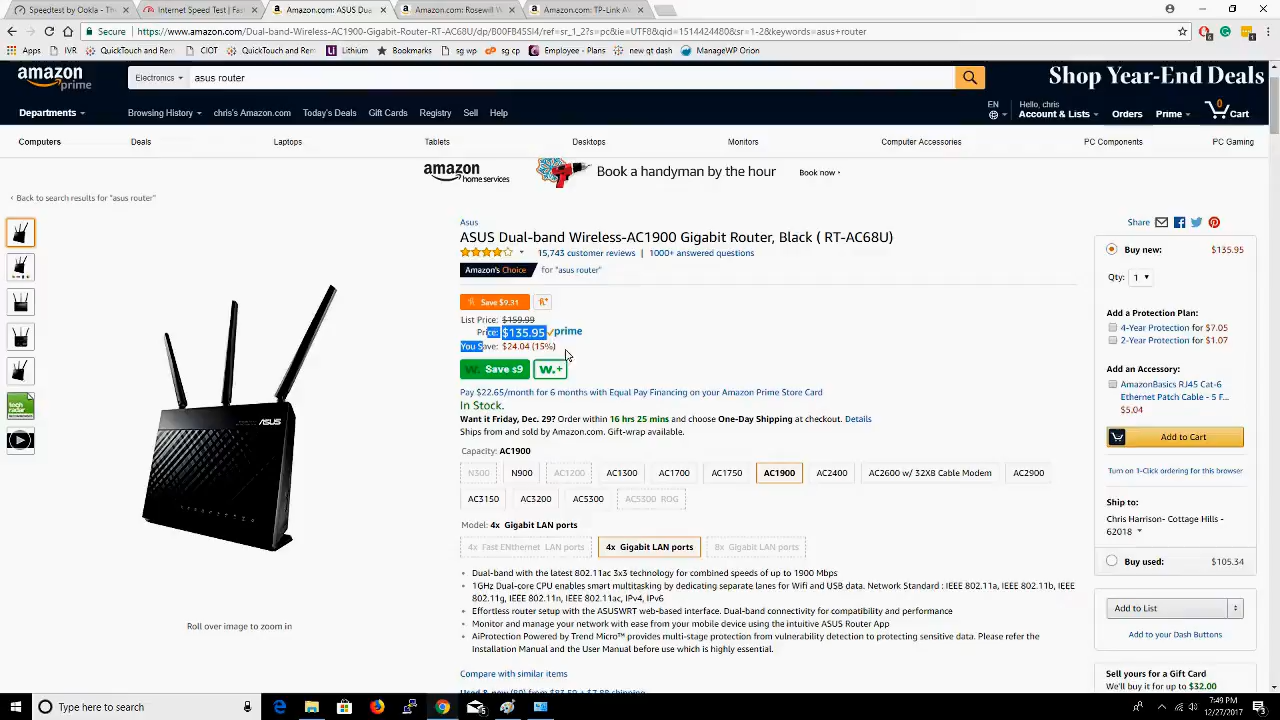 Speedtest by Ookla - Th
Internet Speed Test | Fas
Amazon.com: ASUS Dua
Amazon.com: Rosewill W
Amazon.com: TP-Link AV
Secure https://www.amazon.com/Dual-band-Wireless-AC1900-Gigabit-Router-RT-AC68U/dp/B00FB45SI4/ref=sr_1_2?s=pc&ie=UTF8&qid=1514424480&sr=1-2&keywords=asus+router
Apps IVR QuickTouch and Rem CIOT QuickTouch and Rem Lithium Bookmarks sg wp sg cp Employee - Plans new qt dash ManageWP Orion
amazon prime
Electronics asus router
Shop Year-End Deals
Departments Browsing History chris's Amazon.com Today's Deals Gift Cards Registry Sell Help
EN Hello, chris
Account & Lists Orders Prime 0 Cart
Computers Deals Laptops Tablets Desktops Monitors Computer Accessories PC Components PC Gaming
amazon home services Book a handyman by the hour Book now ›
‹ Back to search results for "asus router"
Asus
Share
ASUS Dual-band Wireless-AC1900 Gigabit Router, Black ( RT-AC68U)
15,743 customer reviews | 1000+ answered questions
Amazon's Choice for "asus router"
Save $9.31
List Price: $159.99
Price: $135.95 prime
You Save: $24.04 (15%)
w. Save $9 w.+
Pay $22.65/month for 6 months with Equal Pay Financing on your Amazon Prime Store Card
In Stock.
Want it Friday, Dec. 29? Order within 16 hrs 25 mins and choose One-Day Shipping at checkout. Details
Ships from and sold by Amazon.com. Gift-wrap available.
Capacity: AC1900
N300 N900 AC1200 AC1300 AC1700 AC1750 AC1900 AC2400 AC2600 w/ 32X8 Cable Modem AC2900
AC3150 AC3200 AC5300 AC5300 ROG
Model: 4x Gigabit LAN ports
4x Fast ENthernet LAN ports 4x Gigabit LAN ports 8x Gigabit LAN ports
• Dual-band with the latest 802.11ac 3x3 technology for combined speeds of up to 1900 Mbps
• 1GHz Dual-core CPU enables smart multitasking by dedicating separate lanes for Wifi and USB data. Network Standard : IEEE 802.11a, IEEE 802.11b, IEEE
802.11g, IEEE 802.11n, IEEE 802.11ac, IPv4, IPv6
• Effortless router setup with the ASUSWRT web-based interface. Dual-band connectivity for compatibility and performance
• Monitor and manage your network with ease from your mobile device using the intuitive ASUS Router App
• AiProtection Powered by Trend Micro™ provides multi-stage protection from vulnerability detection to protecting sensitive data. Please refer the
Installation Manual and the User Manual before use which is highly essential.
Compare with similar items
Used & new (89) from $83.59 + $7.88 shipping
ASUS
tech radar
Roll over image to zoom in
Buy new: $135.95
Qty: 1
Add a Protection Plan:
4-Year Protection for $7.05
2-Year Protection for $1.07
Add an Accessory:
AmazonBasics RJ45 Cat-6
Ethernet Patch Cable - 5 F...
$5.04
Add to Cart
Turn on 1-Click ordering for this browser
Ship to:
Chris Harrison- Cottage Hills -
62018
Buy used: $105.34
Add to List
Add to your Dash Buttons
Sell yours for a Gift Card
We'll buy it for up to $32.00
Type here to search
7:49 PM
12/27/2017